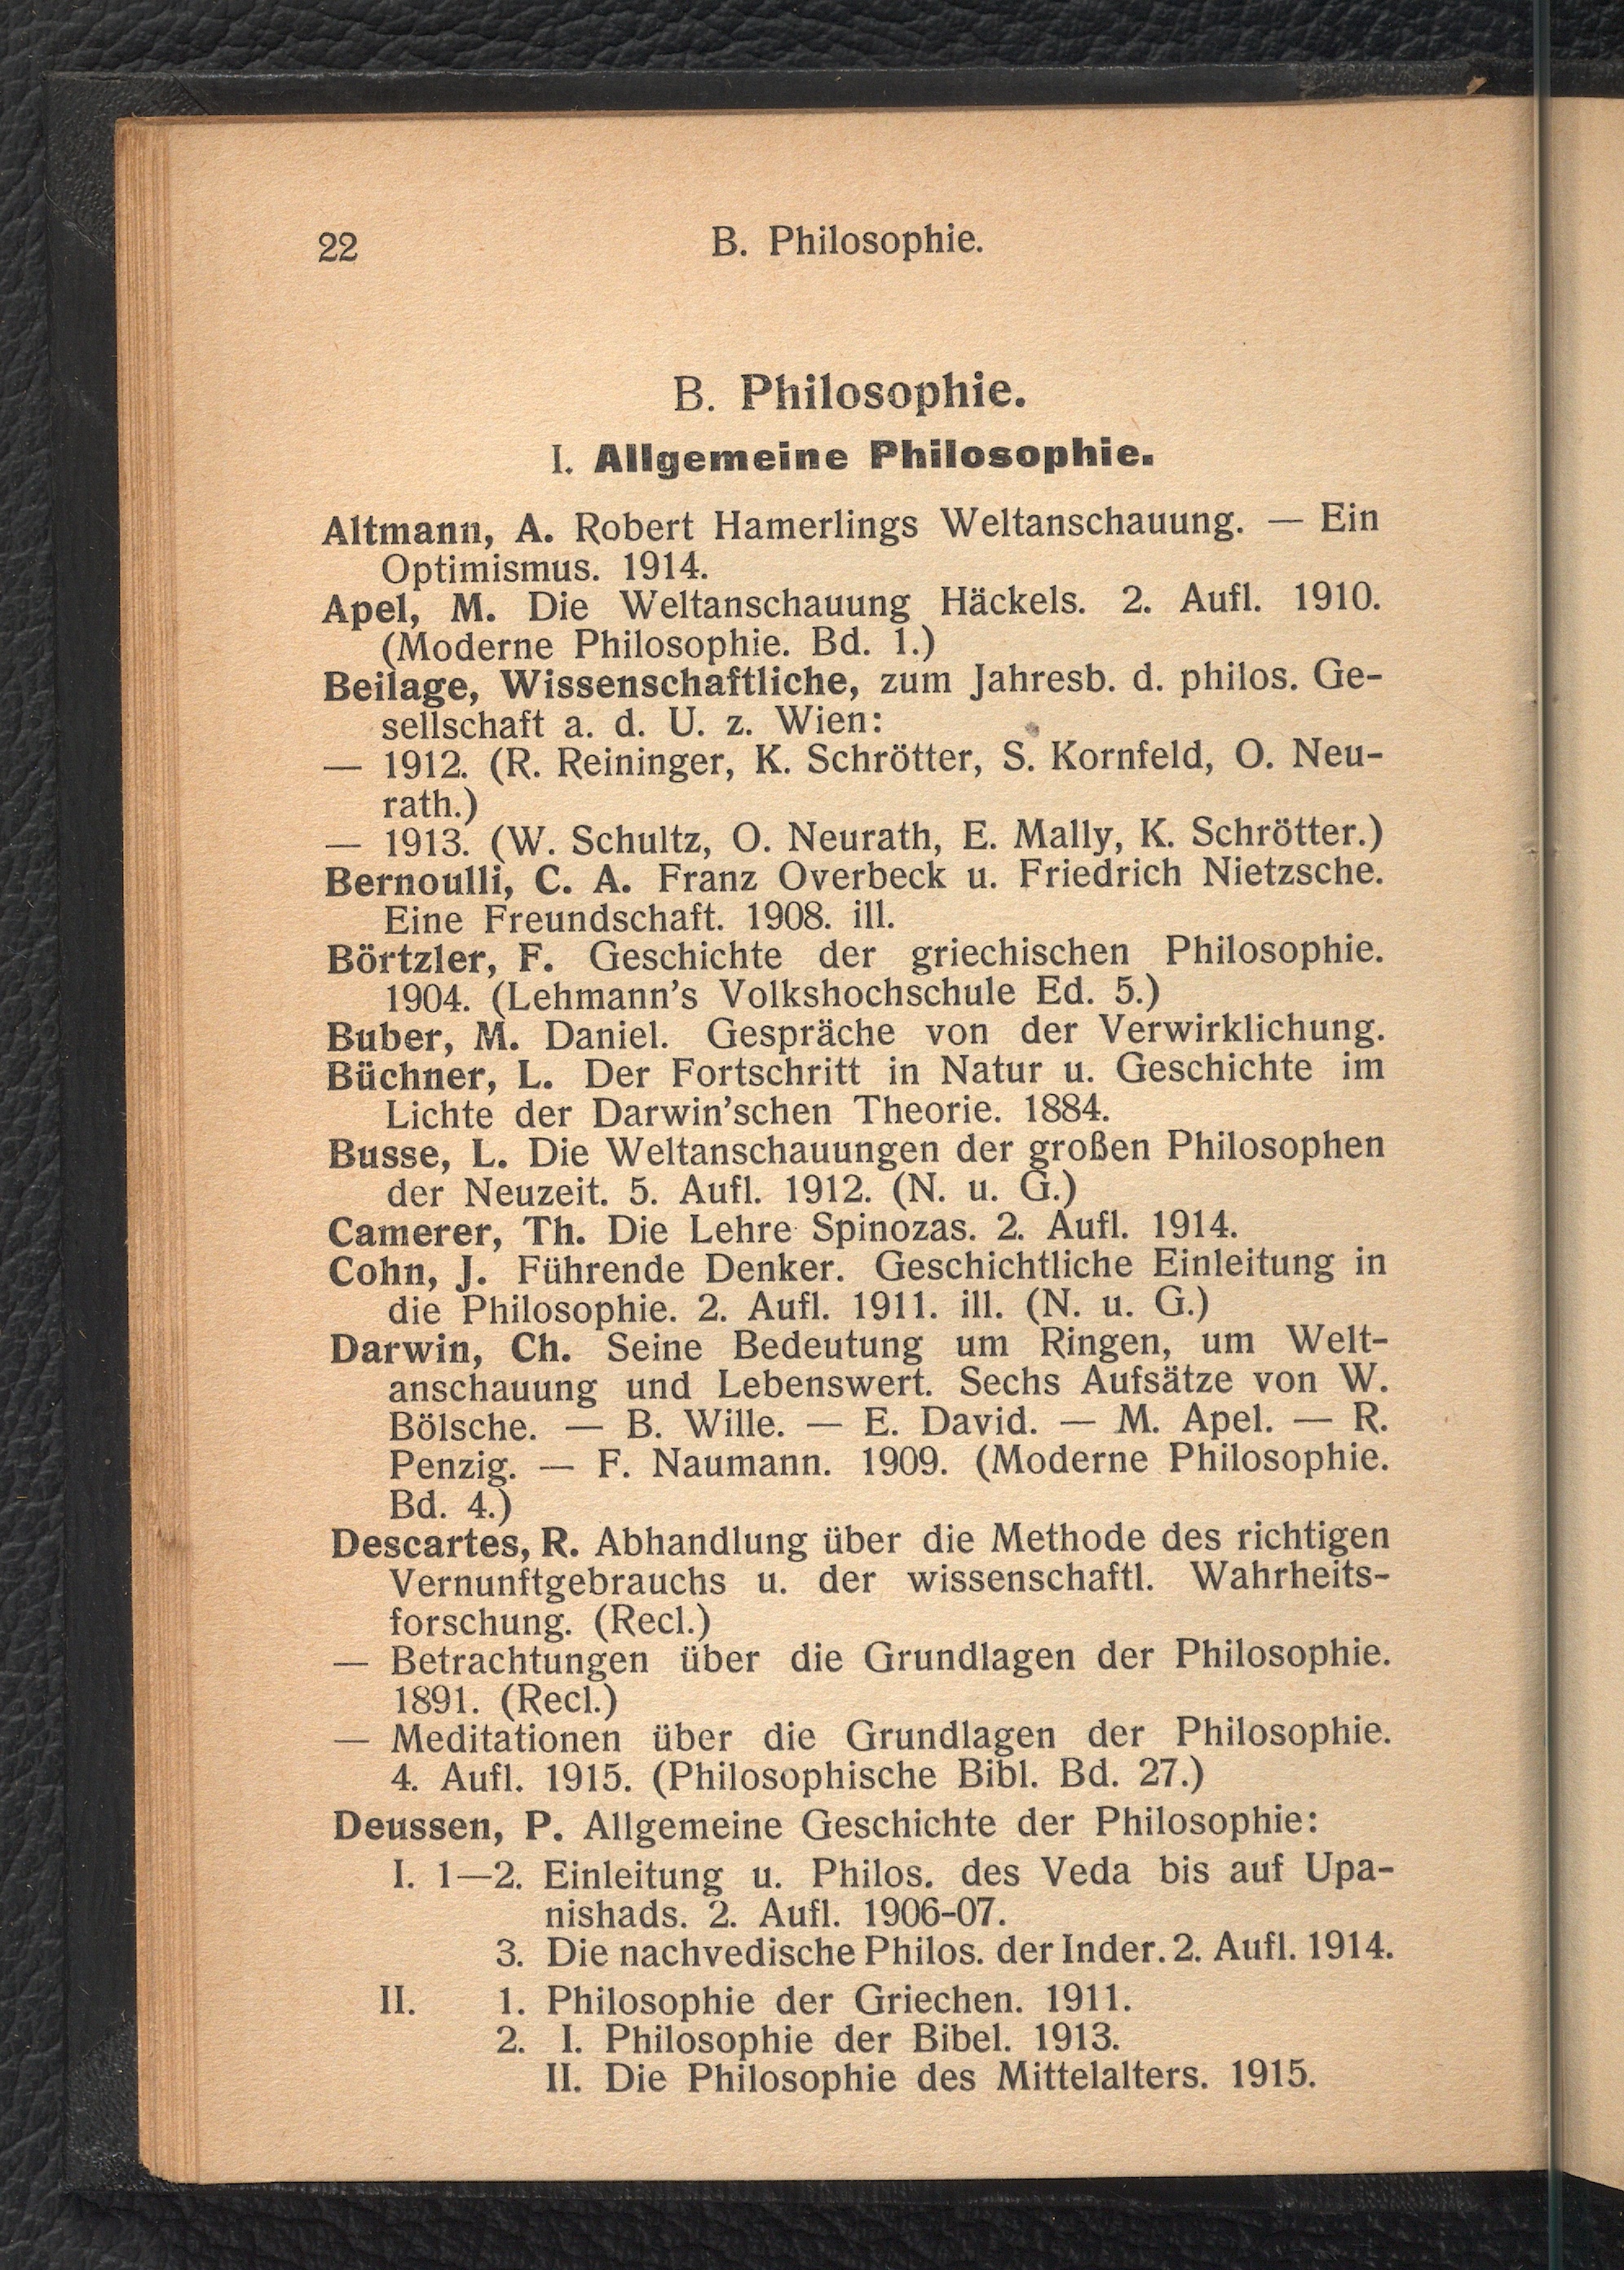 22
B. Philosophie.
B. Philosophie.
I. Allgemeine Philosophie.
Altmann, A. Robert Hamerlings Weltanschauung. — Ein
Optimismus. 1914.
Apel, M. Die Weltanschauung Häckels. 2. Aufl. 1910.
(Moderne Philosophie. Bd. 1.)
Beilage, Wissenschaftliche, zum Jahresb. d. philos. Ge-
sellschaft a. d. U. z. Wien:
— 1912. (R. Reininger, K. Schrötter, S. Kornfeld, O. Neu-
rath.)
— 1913. (W. Schultz, O. Neurath, E. Mally, K. Schrötter.)
Bernoulli, C. A. Franz Overbeck u. Friedrich Nietzsche.
Eine Freundschaft. 1908. ill.
Börtzler, F. Geschichte der griechischen Philosophie.
1904. (Lehmann's Volkshochschule Ed. 5.)
Buber, M. Daniel. Gespräche von der Verwirklichung.
Büchner, L. Der Fortschritt in Natur u. Geschichte im
Lichte der Darwin'schen Theorie. 1884.
Busse, L. Die Weltanschauungen der großen Philosophen
der Neuzeit. 5. Aufl. 1912. (N. u. G.)
Camerer, Th. Die Lehre Spinozas. 2. Aufl. 1914.
Cohn, J. Führende Denker. Geschichtliche Einleitung in
die Philosophie. 2. Aufl. 1911. ill. (N. u. G.)
Darwin, Ch. Seine Bedeutung um Ringen, um Welt-
anschauung und Lebenswert. Sechs Aufsätze von W.
Bölsche. — B. Wille. — E. David. — M. Apel. — R.
Penzig. — F. Naumann. 1909. (Moderne Philosophie.
Bd. 4.)
Descartes, R. Abhandlung über die Methode des richtigen
Vernunftgebrauchs u. der wissenschaftl. Wahrheits-
forschung. (Recl.)
— Betrachtungen über die Grundlagen der Philosophie.
1891. (Recl.)
— Meditationen über die Grundlagen der Philosophie.
4. Aufl. 1915. (Philosophische Bibl. Bd. 27.)
Deussen, P. Allgemeine Geschichte der Philosophie:
I. 1—2. Einleitung u. Philos. des Veda bis auf Upa-
nishads. 2. Aufl. 1906-07.
3. Die nachvedische Philos. der Inder. 2. Aufl. 1914.
II. 1. Philosophie der Griechen. 1911.
2. I. Philosophie der Bibel. 1913.
II. Die Philosophie des Mittelalters. 1915.